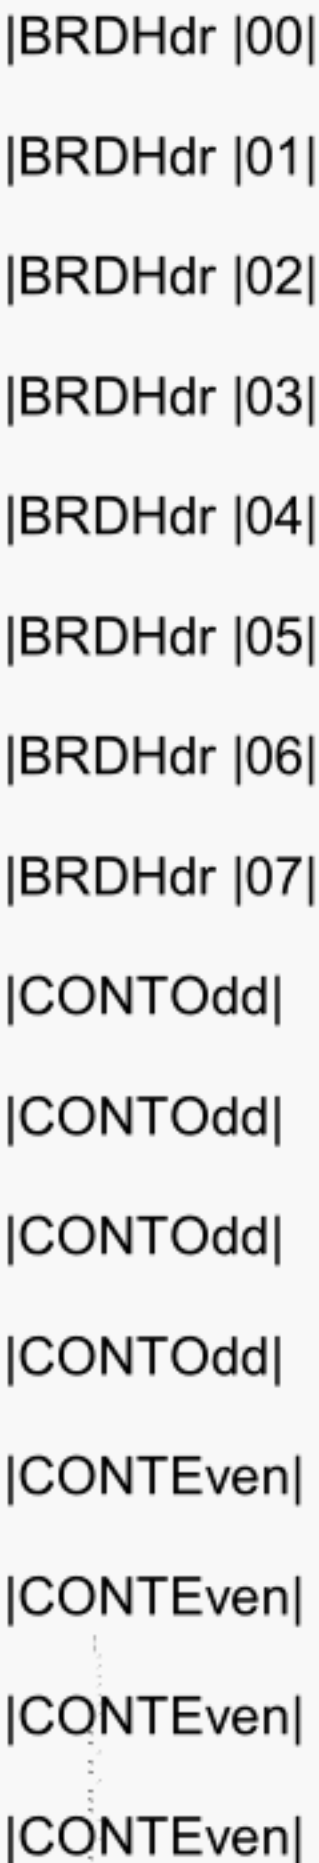 |BRDHdr |00|
|BRDHdr |01|
|BRDHdr |02|
|BRDHdr |03|
|BRDHdr |04|
|BRDHdr |05|
|BRDHdr |06|
|BRDHdr |07|
|CONTOdd|
|CONTOdd|
|CONTOdd|
|CONTOdd|
|CONTEven|
|CONTEven|
|CONTEven|
|CONTEven|